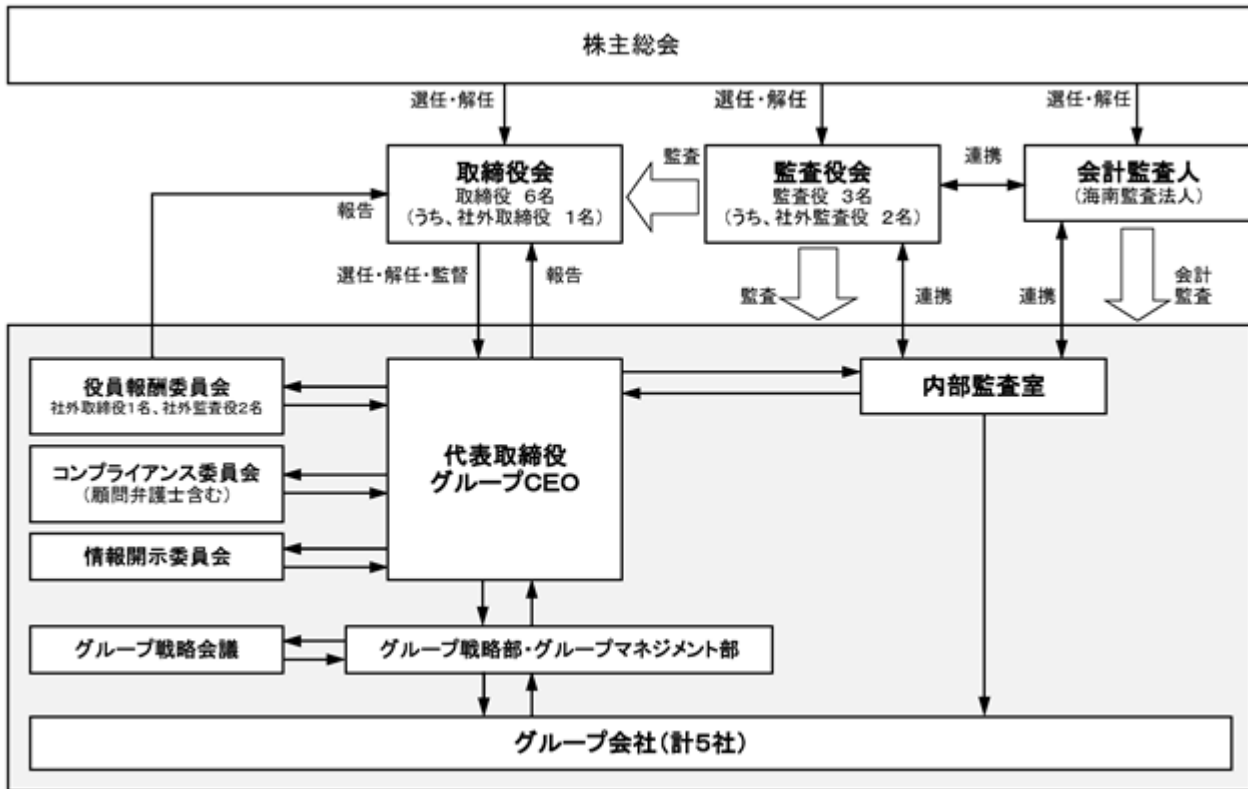 株主総会
選任・解任
選任・解任
選任・解任
取締役会
取締役 6名
(うち、社外取締役 1名)
監査
監査役会
監査役 3名
(うち、社外監査役 2名)
連携
会計監査人
(海南監査法人)
報告
選任・解任・監督
報告
監査
連携
連携
会計
監査
役員報酬委員会
社外取締役1名、社外監査役2名
代表取締役
グループCEO
内部監査室
コンプライアンス委員会
(顧問弁護士含む)
情報開示委員会
グループ戦略会議
グループ戦略部・グループマネジメント部
グループ会社(計5社)